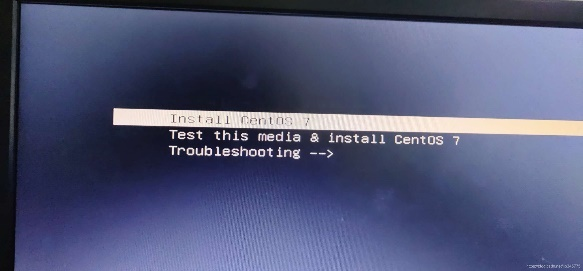 Install CentOS 7
Test this media & install CentOS 7
Troubleshooting -->